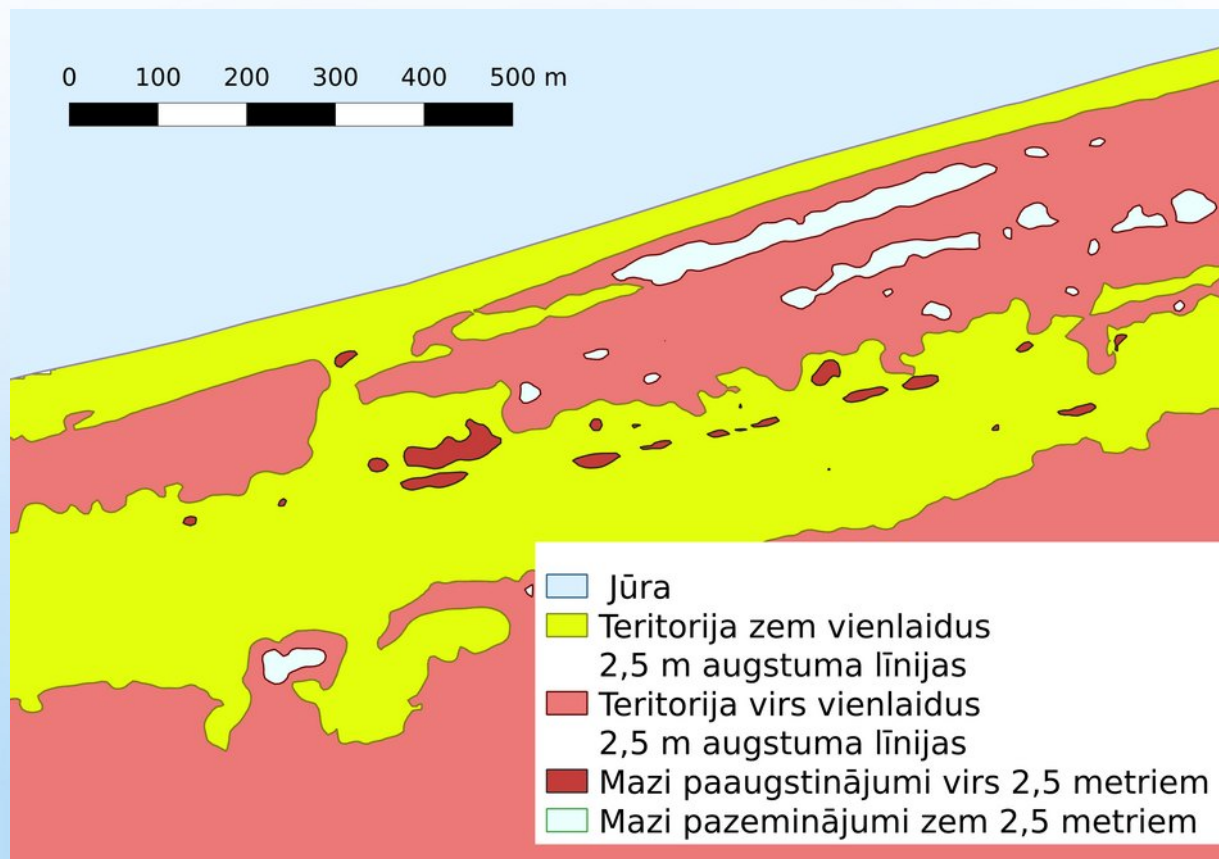 0 100 200 300 400 500 m
Jūra
Teritorija zem vienlaidus
2,5 m augstuma līnijas
Teritorija virs vienlaidus
2,5 m augstuma līnijas
Mazi paaugstinājumi virs 2,5 metriem
Mazi pazeminājumi zem 2,5 metriem